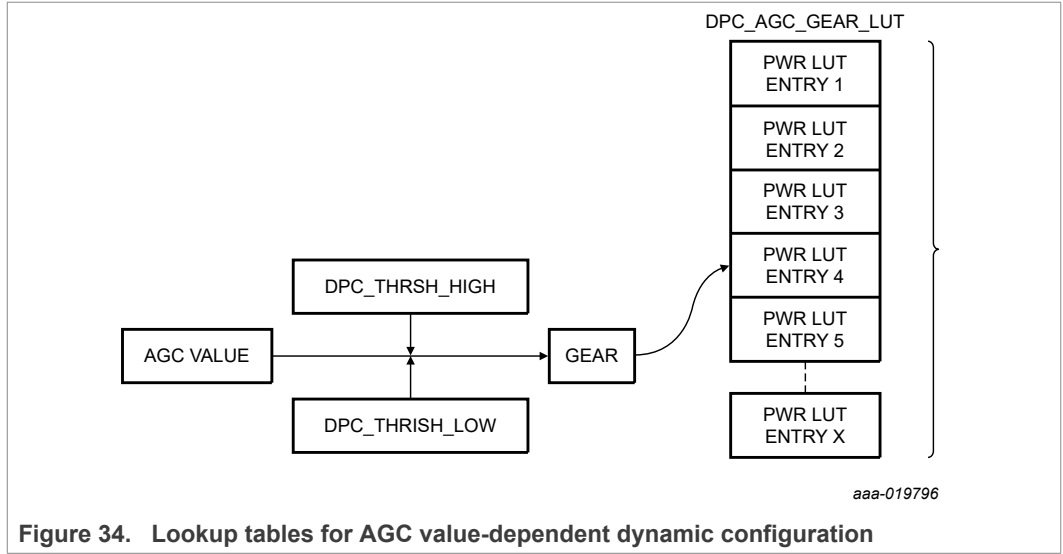 DPC_AGC_GEAR_LUT
PWR LUT
ENTRY 1
PWR LUT
ENTRY 2
PWR LUT
ENTRY 3
PWR LUT
ENTRY 4
PWR LUT
ENTRY 5
PWR LUT
ENTRY X
DPC_THRSH_HIGH
AGC VALUE
GEAR
DPC_THRISH_LOW
aaa-019796
Figure 34. Lookup tables for AGC value-dependent dynamic configuration